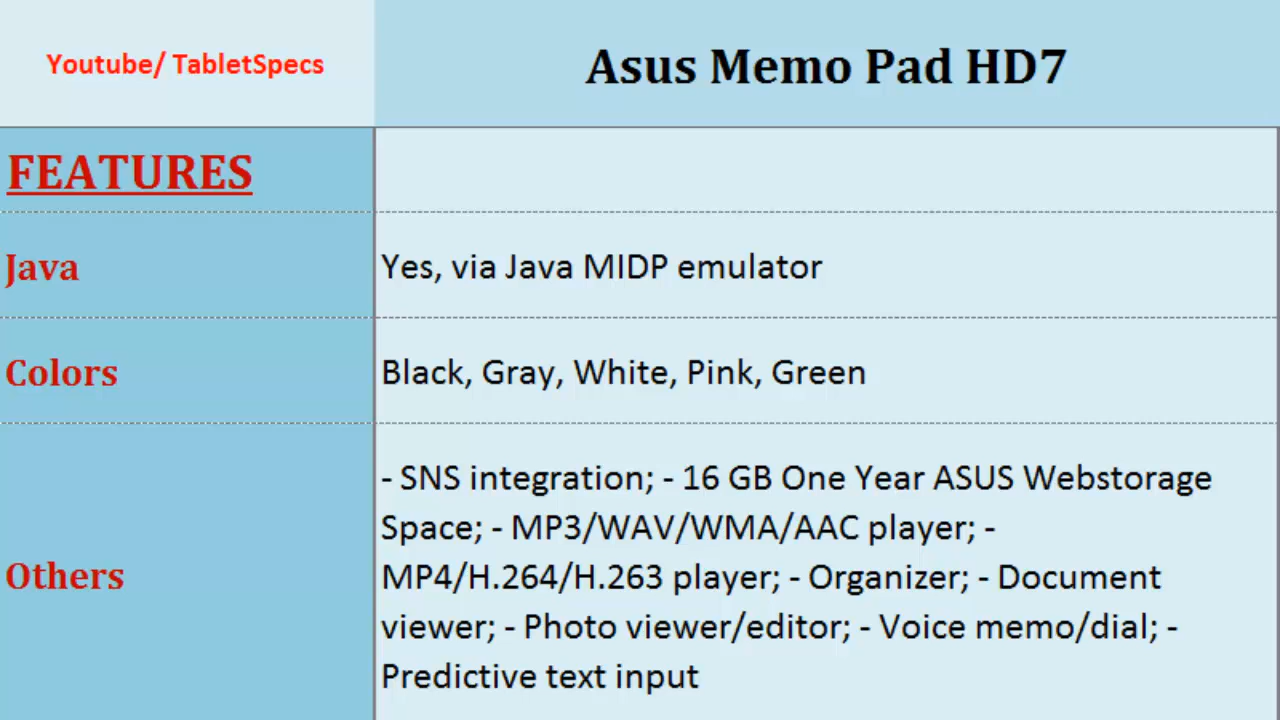 Youtube/ TabletSpecs
Asus Memo Pad HD7
FEATURES
Java
Yes, via Java MIDP emulator
Colors
Black, Gray, White, Pink, Green
Others
- SNS integration; - 16 GB One Year ASUS Webstorage
Space; - MP3/WAV/WMA/AAC player; -
MP4/H.264/H.263 player; - Organizer; - Document
viewer; - Photo viewer/editor; - Voice memo/dial; -
Predictive text input